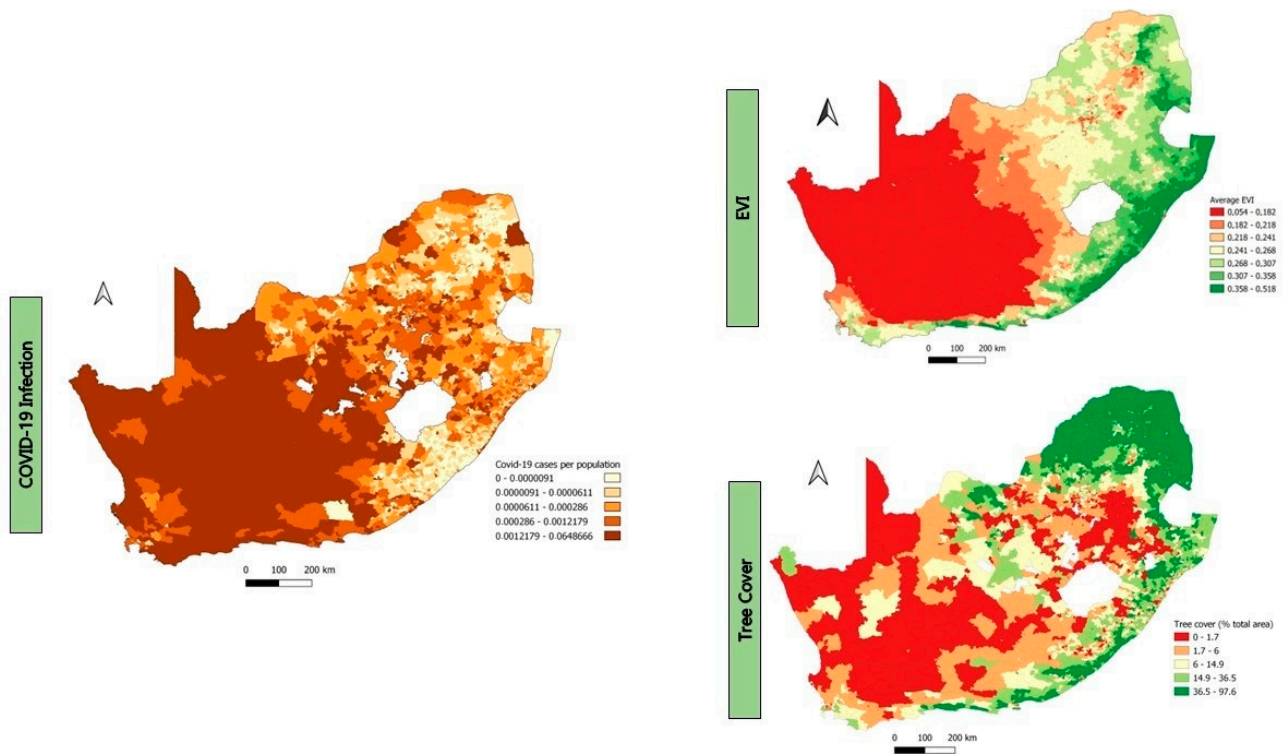 COVID-19 Infection
Covid-19 cases per population
0 - 0.0000091
0.0000091 - 0.0000611
0.0000611 - 0.000286
0.000286 - 0.0012179
0.0012179 - 0.0648666
0 100 200 km
EVI
Average EVI
0,054 - 0,182
0,182 - 0,218
0.218 - 0.241
0,241 - 0,268
0,268 - 0,307
0,307 - 0,358
0,358 - 0,518
0 100 200 km
Tree Cover
Tree cover (% total area)
0 - 1.7
1.7 - 6
6 - 14.9
14.9 - 36.5
36.5 - 97.6
0 100 200 km